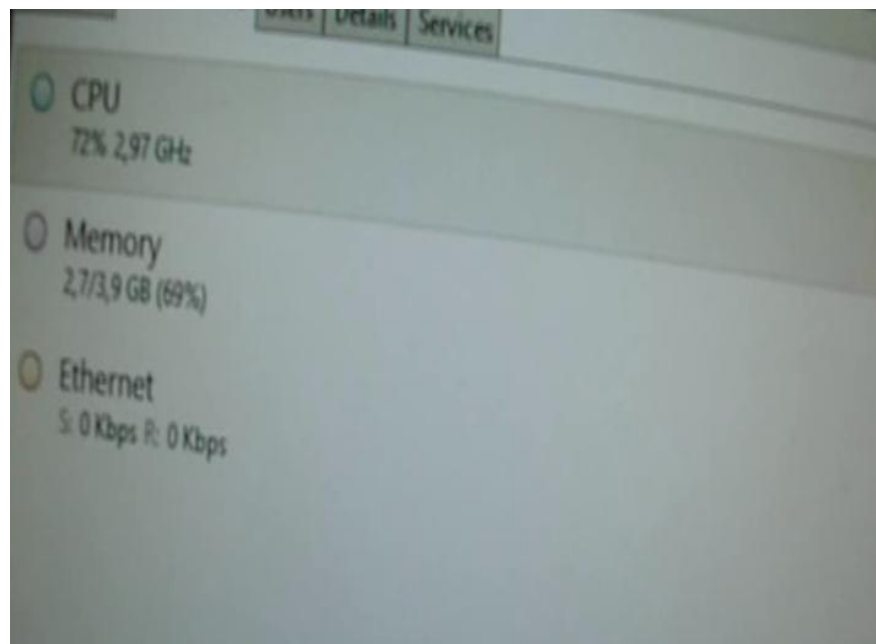 Users Details Services
CPU
72% 2,97 GHz
Memory
2,7/3,9 GB (69%)
Ethernet
S: 0 Kbps R: 0 Kbps